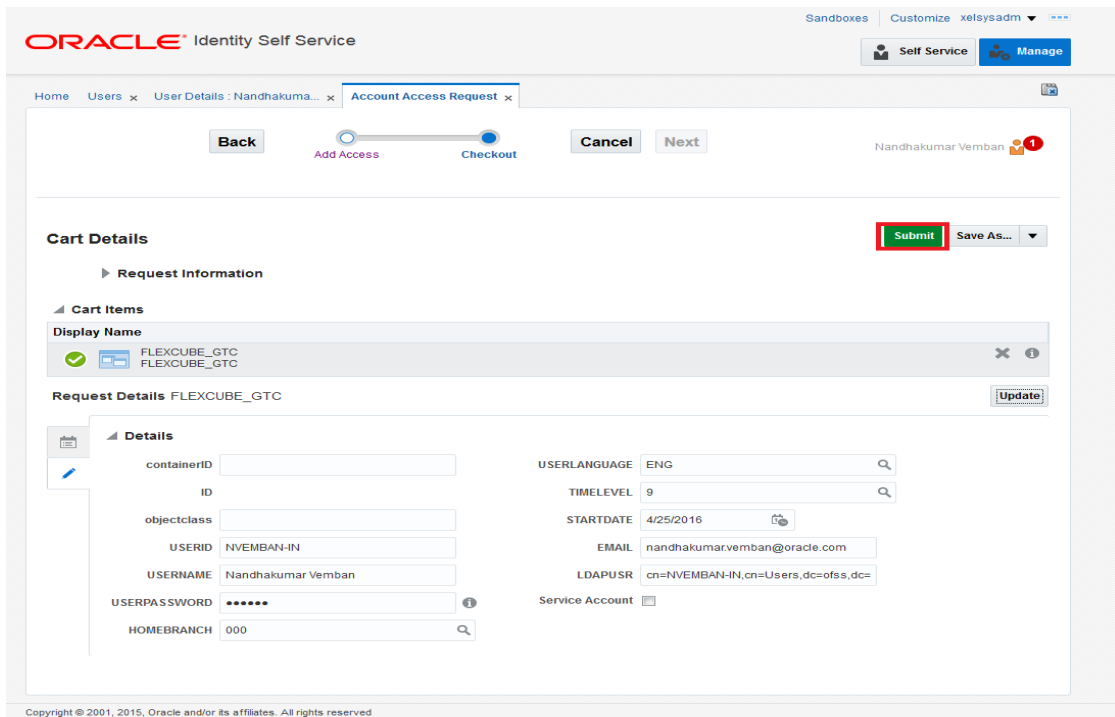 Sandboxes Customize xelsysadm
ORACLE Identity Self Service
Self Service Manage
Home Users x User Details : Nandhakuma... x Account Access Request x
Back Add Access Checkout Cancel Next Nandhakumar Vemban 1
Cart Details Submit Save As...
Request Information
Cart Items
Display Name
FLEXCUBE_GTC
FLEXCUBE_GTC
Request Details FLEXCUBE_GTC Update
Details
containerID USERLANGUAGE ENG
ID TIMELEVEL 9
objectclass STARTDATE 4/25/2016
USERID NVEMBAN-IN EMAIL nandhakumar.vemban@oracle.com
USERNAME Nandhakumar Vemban LDAPUSR cn=NVEMBAN-IN,cn=Users,dc=ofss,dc=
USERPASSWORD •••••• Service Account
HOMEBRANCH 000
Copyright © 2001, 2015, Oracle and/or its affiliates. All rights reserved